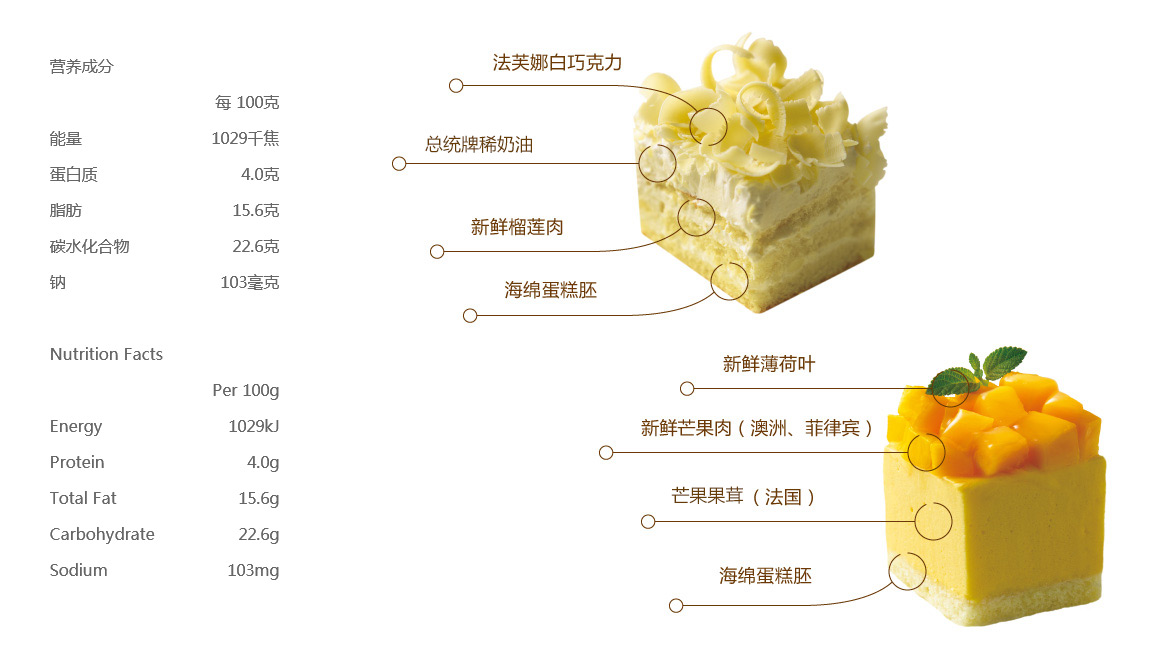 营养成分
每 100克
能量 1029千焦
蛋白质 4.0克
脂肪 15.6克
碳水化合物 22.6克
钠 103毫克
Nutrition Facts
Per 100g
Energy 1029kJ
Protein 4.0g
Total Fat 15.6g
Carbohydrate 22.6g
Sodium 103mg
法芙娜白巧克力
总统牌稀奶油
新鲜榴莲肉
海绵蛋糕胚
新鲜薄荷叶
新鲜芒果肉（澳洲、菲律宾）
芒果果茸（法国）
海绵蛋糕胚